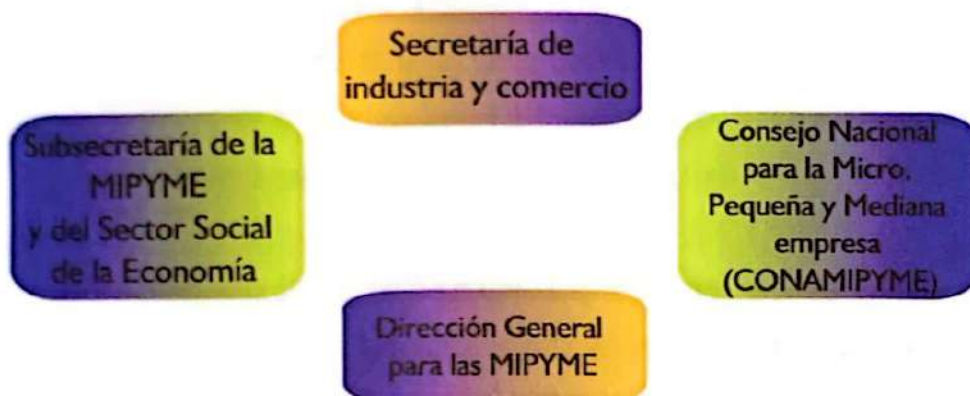 Secretaría de
industria y comercio
Subsecretaría de la
MIPYME
y del Sector Social
de la Economía
Consejo Nacional
para la Micro,
Pequeña y Mediana
empresa
(CONAMIPYME)
Dirección General
para las MIPYME